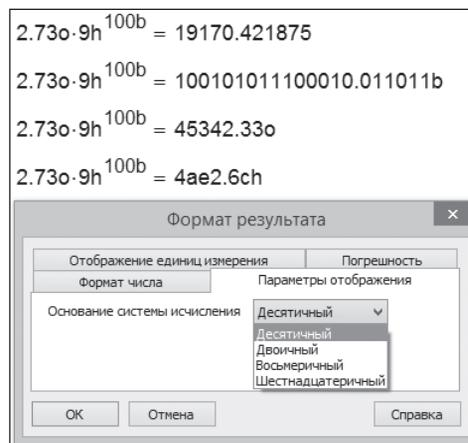 2.73o·9h^100b = 19170.421875
2.73o·9h^100b = 100101011100010.011011b
2.73o·9h^100b = 45342.33o
2.73o·9h^100b = 4ae2.6ch
Формат результата ×
Отображение единиц измерения Погрешность
Формат числа Параметры отображения
Основание системы исчисления Десятичный
Десятичный
Двоичный
Восьмеричный
Шестнадцатеричный
ОК Отмена Справка